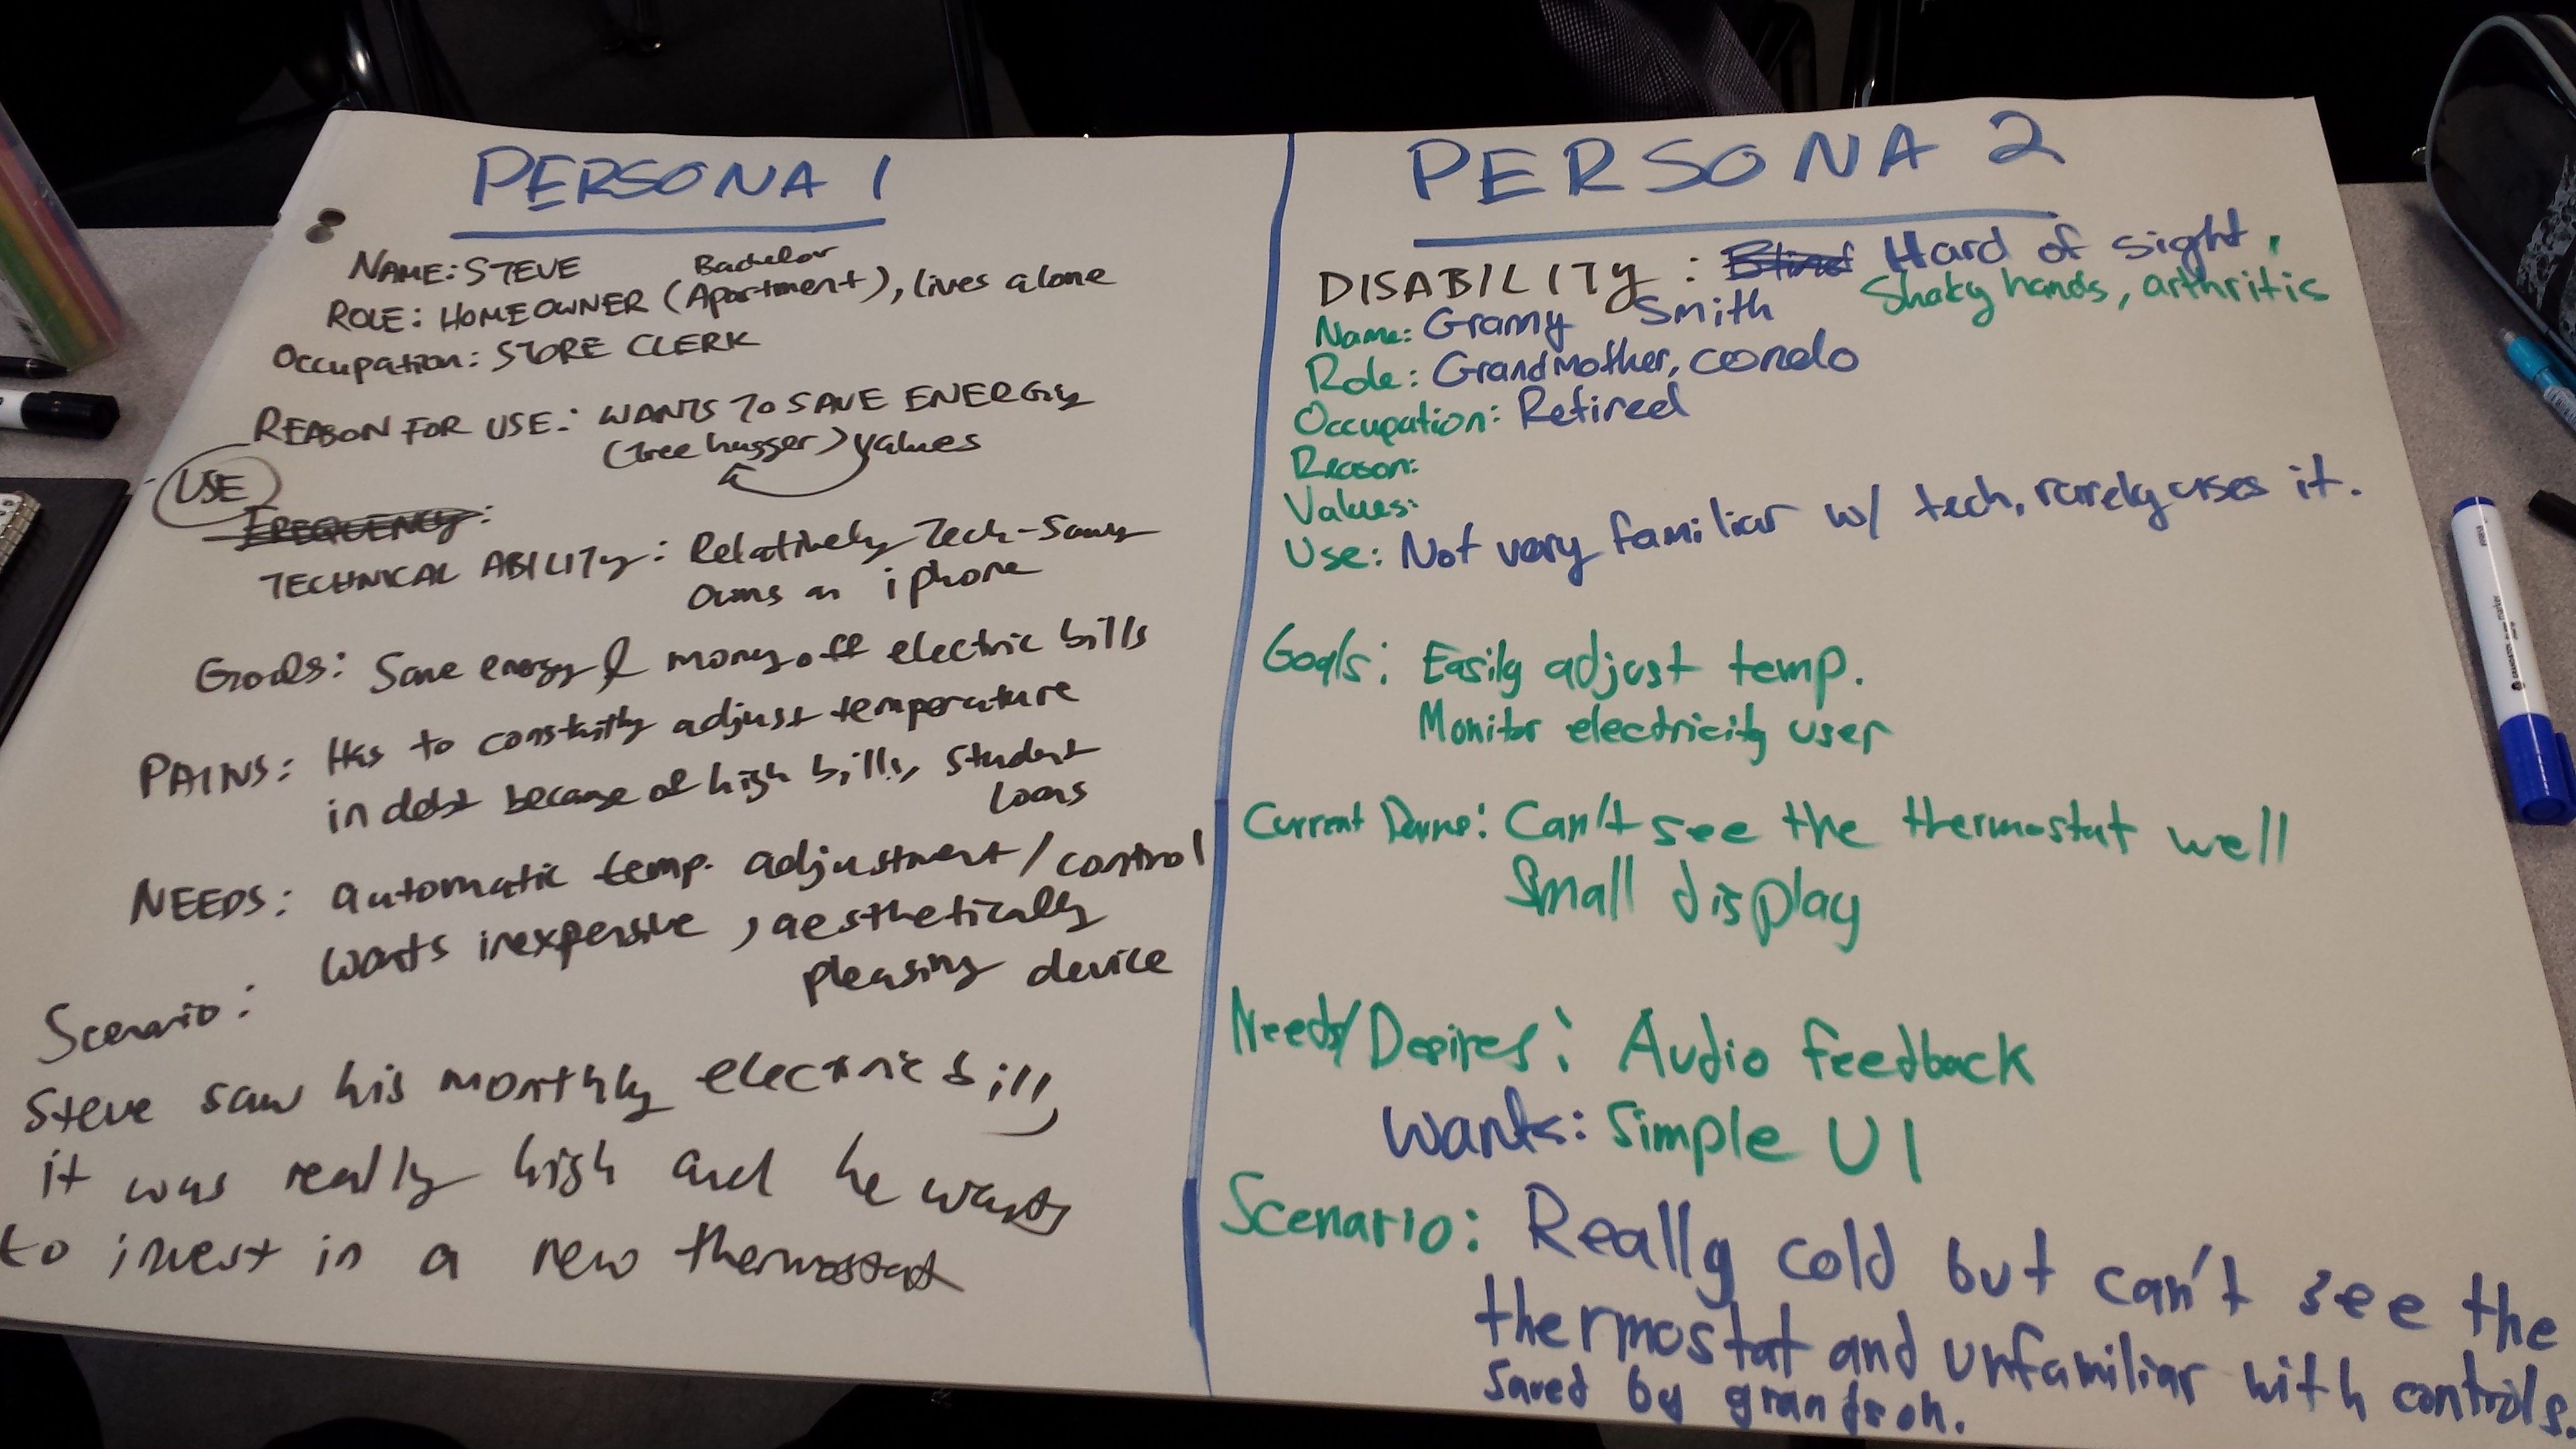 PERSONA 1
NAME: STEVE
Bachelor
ROLE: HOMEOWNER (Apartment), lives alone
Occupation: STORE CLERK
REASON FOR USE: WANTS TO SAVE ENERGY
(tree hugger) values
USE
FREQUENCY:
TECHNICAL ABILITY: Relatively Tech-Savvy
owns an iphone
Goals: Save energy & money off electric bills
PAINS: Has to constantly adjust temperature
in debt because of high bills, student
loans
NEEDS: automatic temp. adjustment/control
wants inexpensive, aesthetically
pleasing device
Scenario:
Steve saw his monthly electric bill,
it was really high and he wants
to invest in a new thermostat
PERSONA 2
DISABILITY: Blind Hard of sight,
Shaky hands, arthritis
Name: Granny Smith
Role: Grandmother, condo
Occupation: Retired
Reason:
Values:
Use: Not very familiar w/ tech, rarely uses it.
Goals: Easily adjust temp.
Monitor electricity user
Current : Can't see the thermostat well
Small display
Needs/Desires: Audio feedback
Wants: Simple UI
Scenario: Really cold but can't see the
thermostat and unfamiliar with controls.
Saved by grandson.